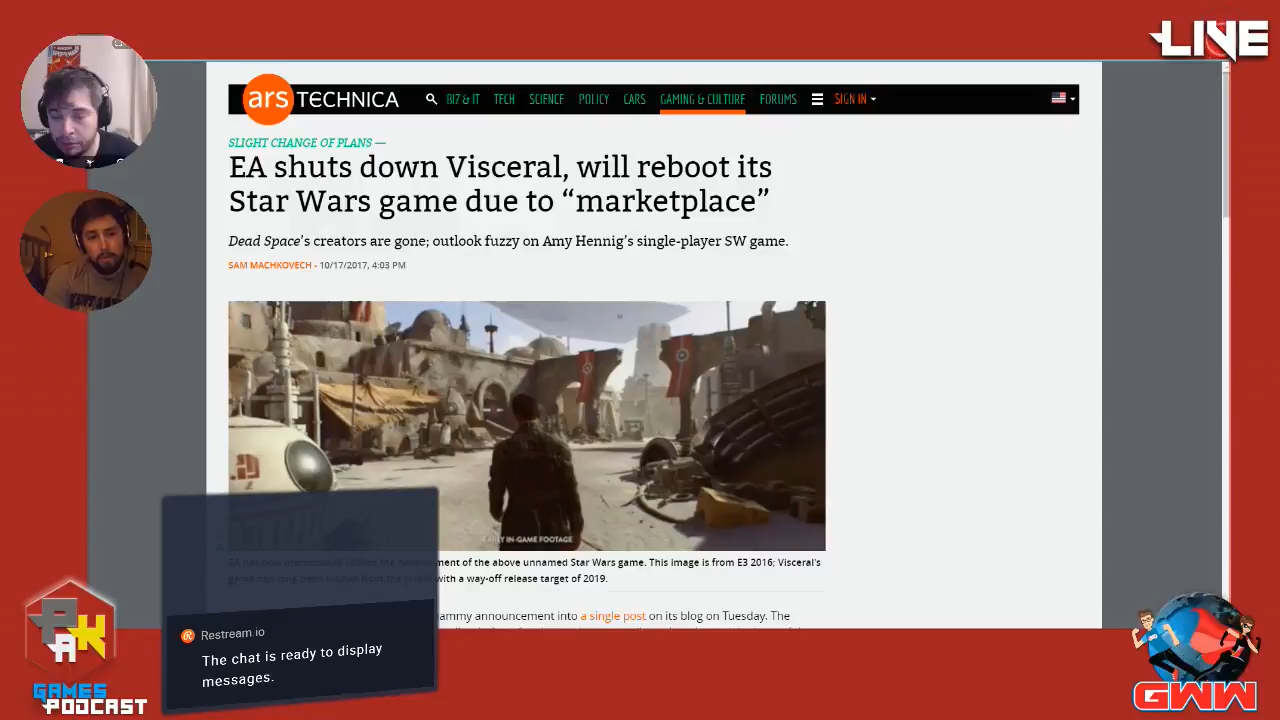 LIVE
ars TECHNICA
BIZ & IT TECH SCIENCE POLICY CARS GAMING & CULTURE FORUMS SIGN IN
SLIGHT CHANGE OF PLANS —
EA shuts down Visceral, will reboot its
Star Wars game due to “marketplace”
Dead Space’s creators are gone; outlook fuzzy on Amy Hennig’s single-player SW game.
SAM MACHKOVECH - 10/17/2017, 4:03 PM
EARLY IN-GAME FOOTAGE
of the above unnamed Star Wars game. This image is from E3 2016; Visceral's
with a way-off release target of 2019.
announcement into a single post on its blog on Tuesday. The
Restream.io
The chat is ready to display
messages.
PAK
GAMES
PODCAST
GWW